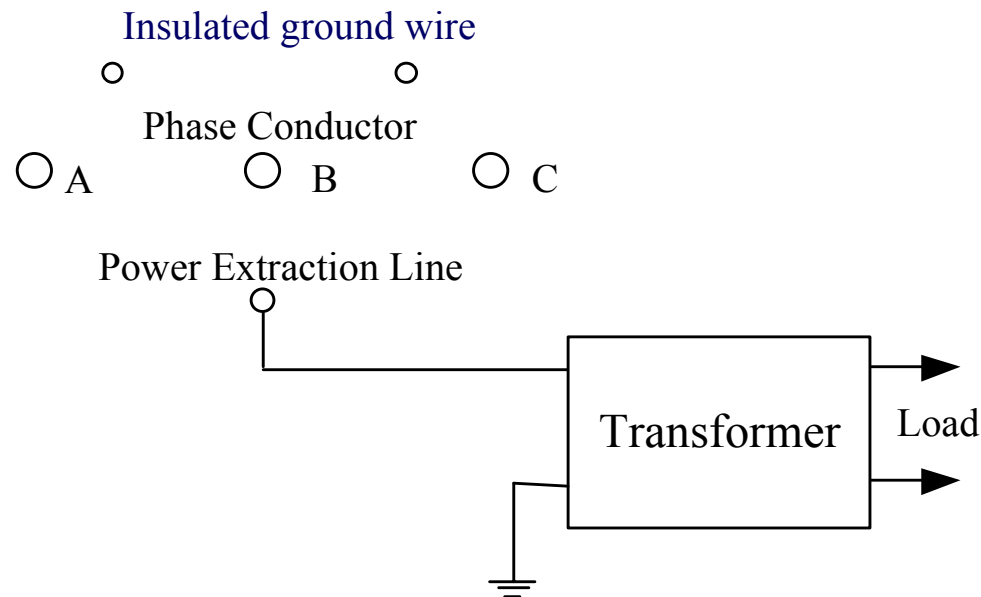 Insulated ground wire
Phase Conductor
A
B
C
Power Extraction Line
Transformer
Load